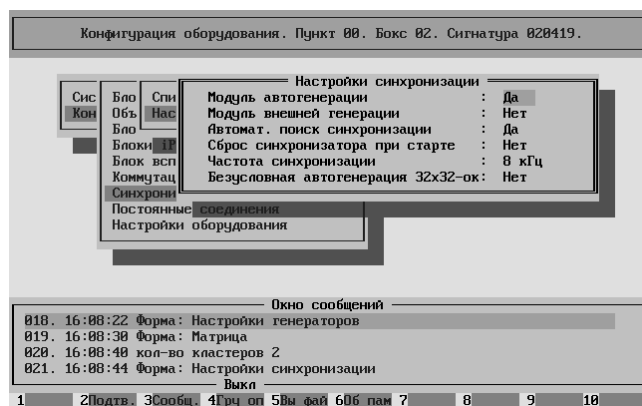 Конфигурация оборудования. Пункт 00. Бокс 02. Сигнатура 020419.
Настройки синхронизации
Сис Бло Спи Модуль автогенерации : Да
Кон Объ Нас Модуль внешней генерации : Нет
Бло Автомат. поиск синхронизации : Да
Блоки iP Сброс синхронизатора при старте : Нет
Блок всп Частота синхронизации : 8 кГц
Коммутац Безусловная автогенерация 32х32-ок: Нет
Синхрони
Постоянные соединения
Настройки оборудования
Окно сообщений
018. 16:08:22 Форма: Настройки генераторов
019. 16:08:30 Форма: Матрица
020. 16:08:40 кол-во кластеров 2
021. 16:08:44 Форма: Настройки синхронизации
Выкл
1 2Подтв. 3Сообщ. 4Грч оп 5Вы фай 6Об пам 7 8 9 10